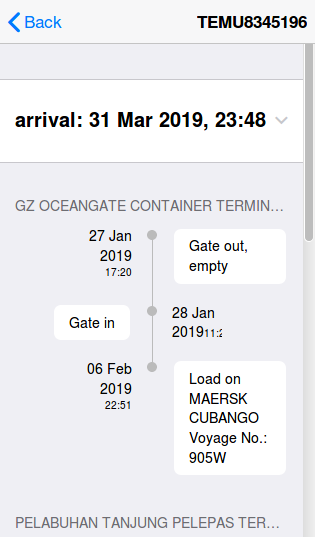 Back
TEMU8345196
arrival: 31 Mar 2019, 23:48
GZ OCEANGATE CONTAINER TERMIN...
27 Jan
2019
17:20
Gate out,
empty
Gate in
28 Jan
2019
06 Feb
2019
22:51
Load on
MAERSK
CUBANGO
Voyage No.:
905W
PELABUHAN TANJUNG PELEPAS TER...